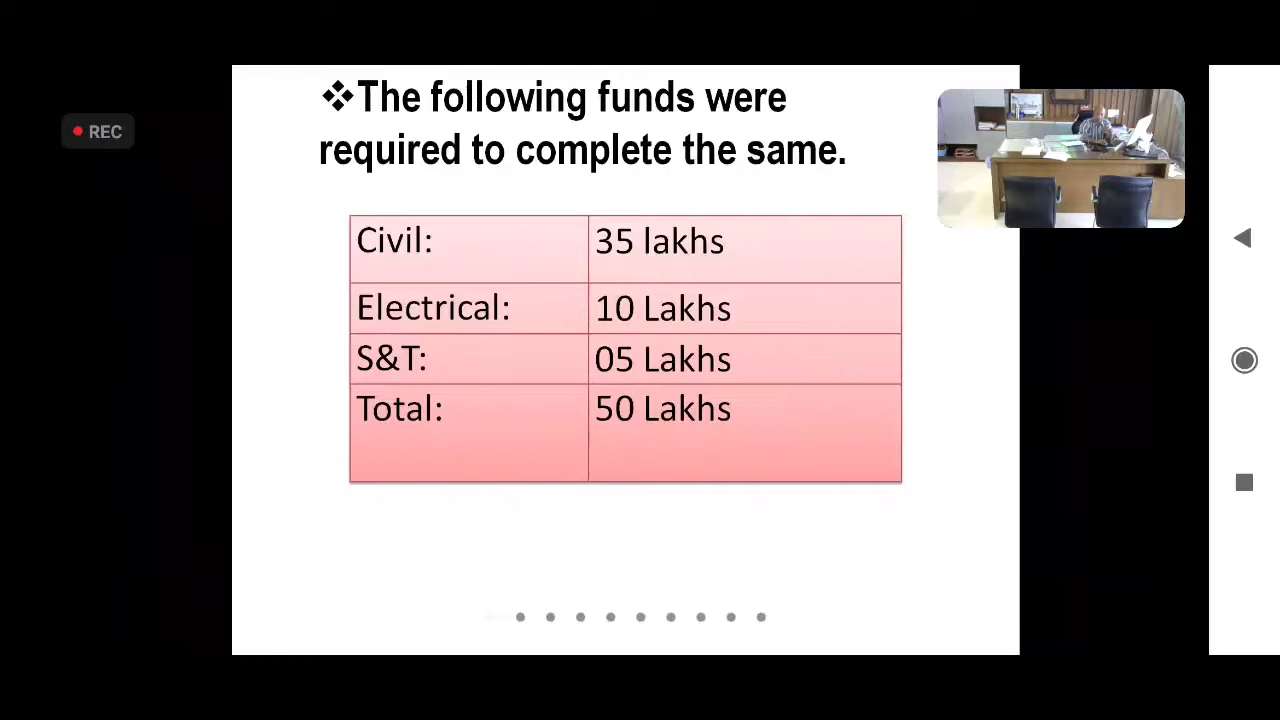 ❖The following funds were
required to complete the same.
REC
Civil: 35 lakhs
Electrical: 10 Lakhs
S&T: 05 Lakhs
Total: 50 Lakhs